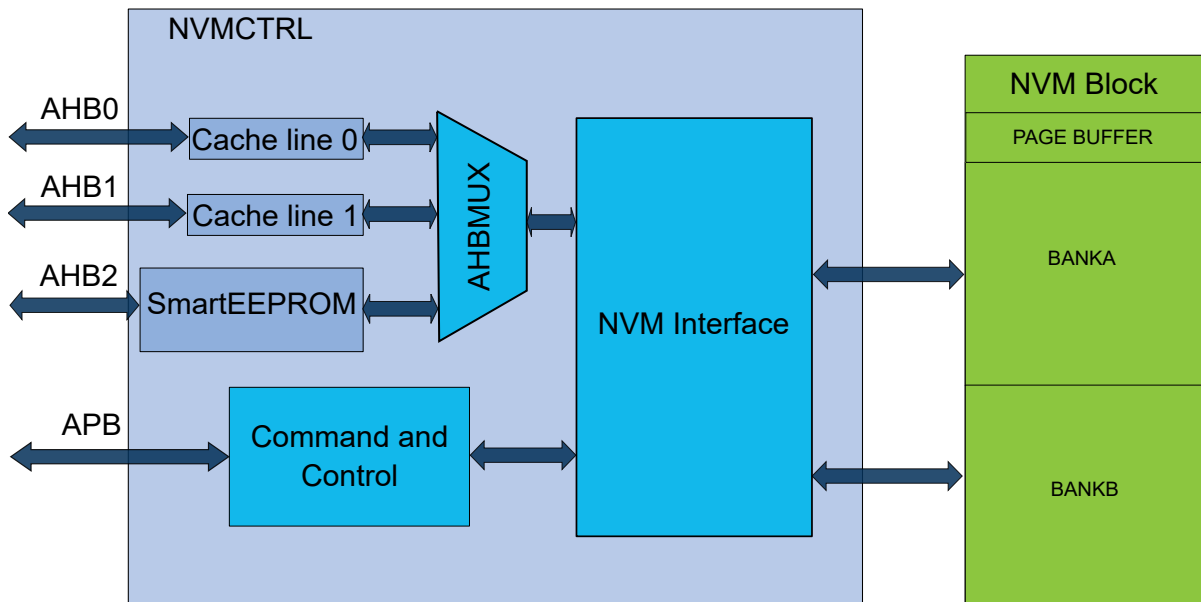 NVMCTRL
AHB0
Cache line 0
AHB1
Cache line 1
AHB2
SmartEEPROM
AHBMUX
APB
Command and
Control
NVM Interface
NVM Block
PAGE BUFFER
BANKA
BANKB